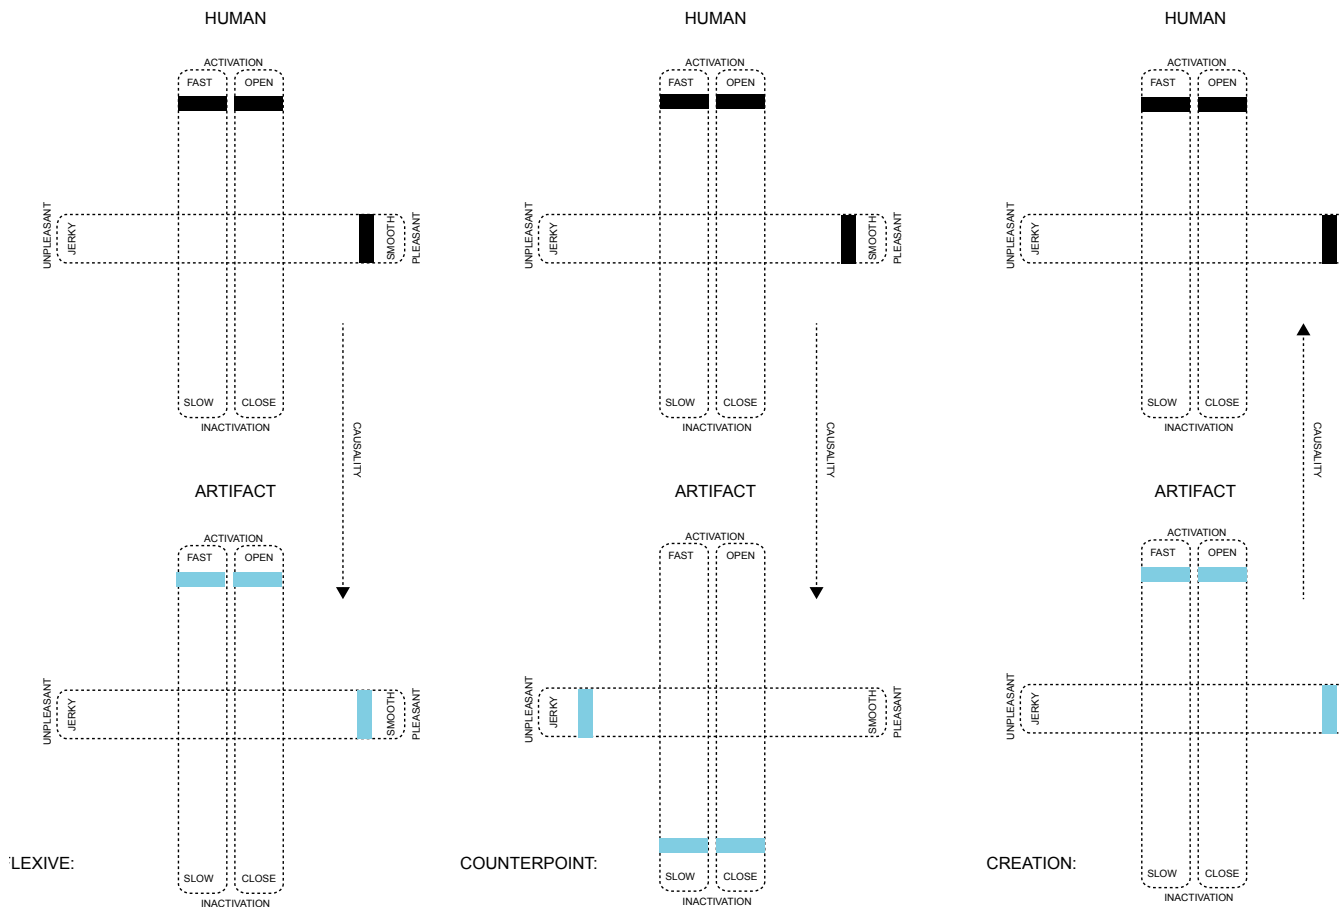 HUMAN
HUMAN
HUMAN
ACTIVATION
ACTIVATION
ACTIVATION
FAST
OPEN
FAST
OPEN
FAST
OPEN
UNPLEASANT
JERKY
SMOOTH
PLEASANT
UNPLEASANT
JERKY
SMOOTH
PLEASANT
UNPLEASANT
JERKY
SLOW
CLOSE
SLOW
CLOSE
SLOW
CLOSE
INACTIVATION
INACTIVATION
INACTIVATION
CAUSALITY
CAUSALITY
CAUSALITY
ARTIFACT
ARTIFACT
ARTIFACT
ACTIVATION
ACTIVATION
ACTIVATION
FAST
OPEN
FAST
OPEN
FAST
OPEN
UNPLEASANT
JERKY
SMOOTH
PLEASANT
UNPLEASANT
JERKY
SMOOTH
PLEASANT
UNPLEASANT
JERKY
LEXIVE:
COUNTERPOINT:
CREATION:
SLOW
CLOSE
SLOW
CLOSE
SLOW
CLOSE
INACTIVATION
INACTIVATION
INACTIVATION